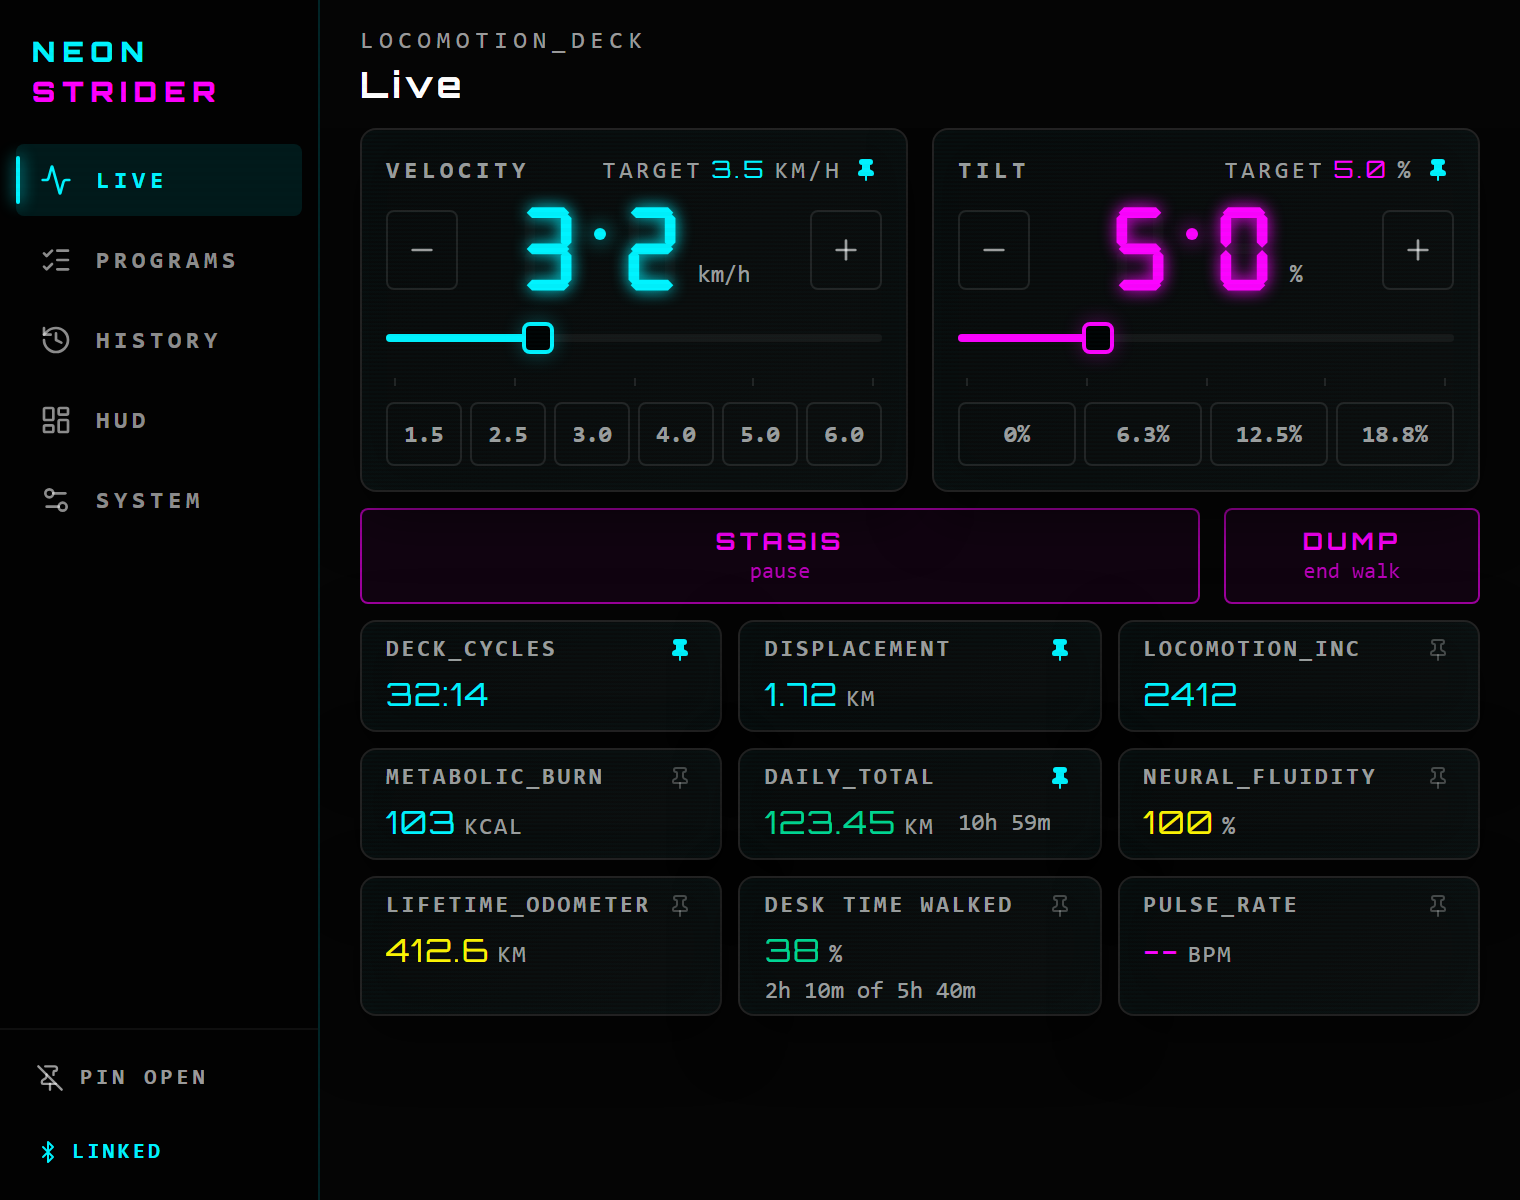 NEON
STRIDER
LIVE
PROGRAMS
HISTORY
HUD
SYSTEM
PIN OPEN
LINKED
LOCOMOTION_DECK
Live
VELOCITY TARGET 3.5 KM/H
3.2 km/h
1.5 2.5 3.0 4.0 5.0 6.0
TILT TARGET 5.0 %
5.0 %
0% 6.3% 12.5% 18.8%
STASIS
pause
DUMP
end walk
DECK_CYCLES
32:14
DISPLACEMENT
1.72 KM
LOCOMOTION_INC
2412
METABOLIC_BURN
103 KCAL
DAILY_TOTAL
123.45 KM 10h 59m
NEURAL_FLUIDITY
100 %
LIFETIME_ODOMETER
412.6 KM
DESK TIME WALKED
38 %
2h 10m of 5h 40m
PULSE_RATE
-- BPM